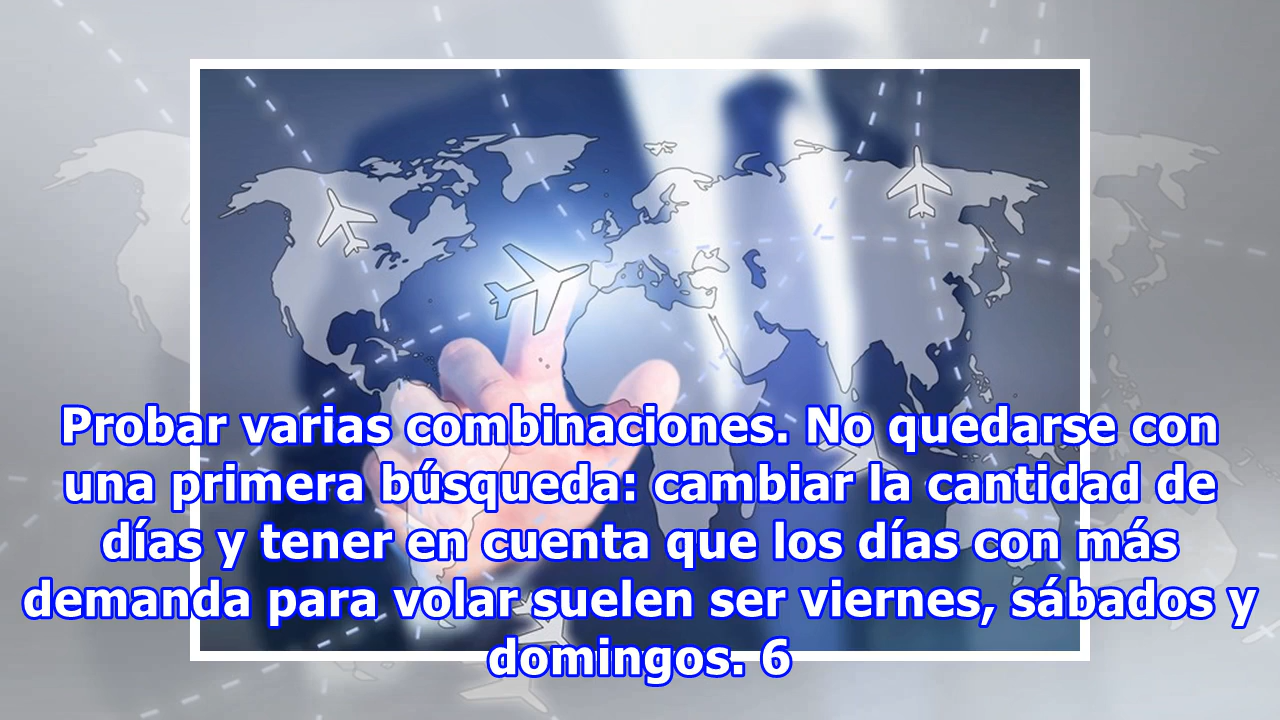 Probar varias combinaciones. No quedarse con
una primera búsqueda: cambiar la cantidad de
días y tener en cuenta que los días con más
demanda para volar suelen ser viernes, sábados y
domingos. 6